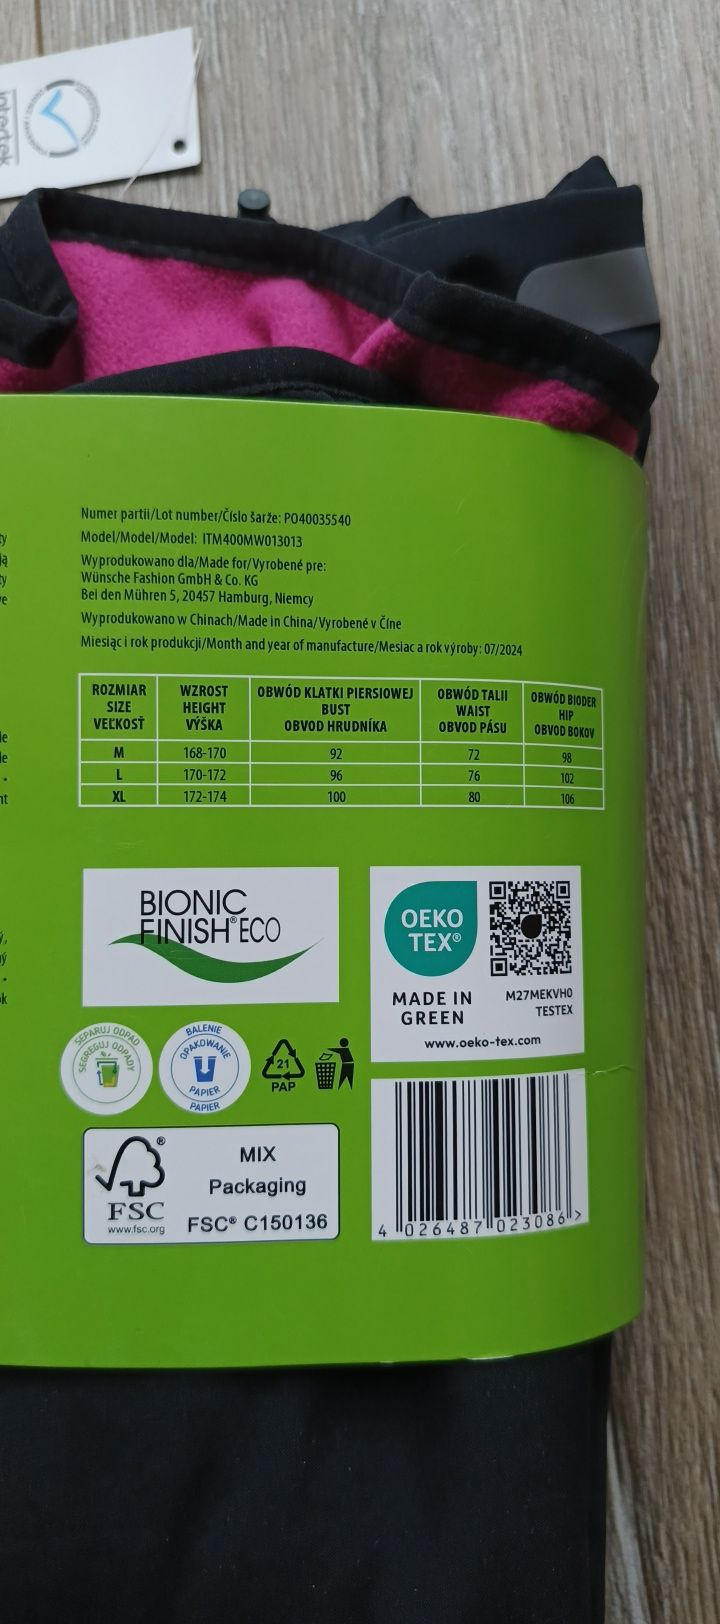 intertek
Numer partii/Lot number/Číslo šarže: PO40035540
Model/Model/Model: ITM400MW013013
Wyprodukowano dla/Made for/Vyrobené pre:
Wünsche Fashion GmbH & Co. KG
Bei den Mühren 5, 20457 Hamburg, Niemcy
Wyprodukowano w Chinach/Made in China/Vyrobené v Číne
Miesiąc i rok produkcji/Month and year of manufacture/Mesiac a rok výroby: 07/2024
ROZMIAR SIZE VEĽKOSŤ WZROST HEIGHT VÝŠKA OBWÓD KLATKI PIERSIOWEJ BUST OBVOD HRUDNÍKA OBWÓD TALII WAIST OBVOD PÁSU OBWÓD BIODER HIP OBVOD BOKOV
M 168-170 92 72 98
L 170-172 96 76 102
XL 172-174 100 80 106
BIONIC
FINISH® ECO
OEKO
TEX®
MADE IN
GREEN
M27MEKVH0
TESTEX
www.oeko-tex.com
SEPARUJ ODPAD
SEGREGUJ ODPADY
BALENIE
OPAKOWANIE
PAPIER
PAPIER
21
PAP
FSC®
www.fsc.org
MIX
Packaging
FSC® C150136
4 026487 023086 >